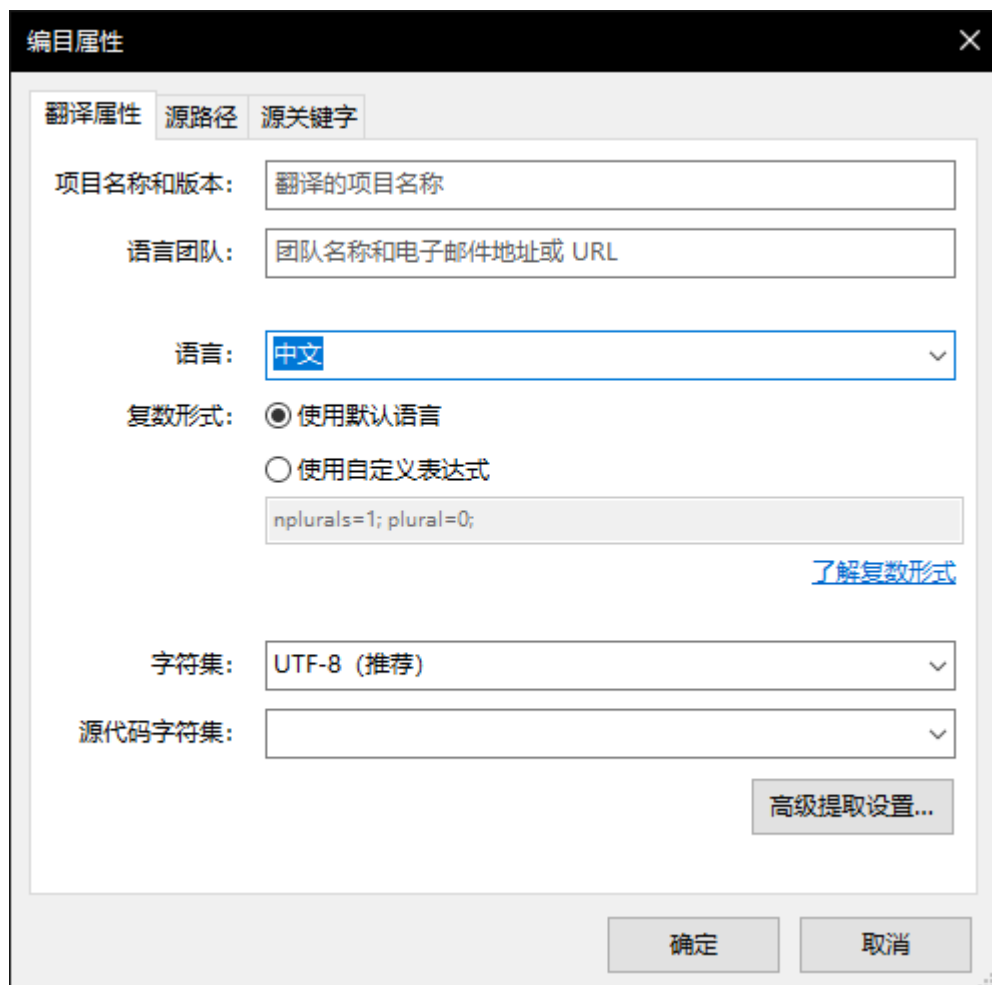 编目属性
翻译属性 源路径 源关键字
项目名称和版本： 翻译的项目名称
语言团队： 团队名称和电子邮件地址或 URL
语言： 中文
复数形式： 使用默认语言
使用自定义表达式
nplurals=1; plural=0;
了解复数形式
字符集： UTF-8（推荐）
源代码字符集：
高级提取设置...
确定 取消